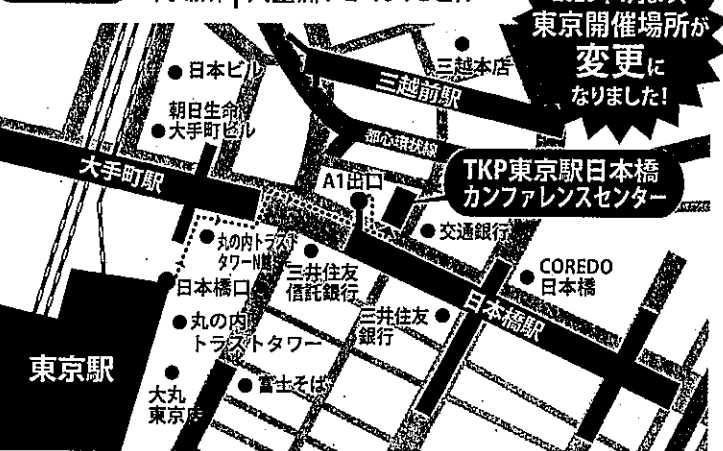 東京開催場所が
変更に
なりました!
日本ビル
三越本店
三越前駅
朝日生命
大手町ビル
都心環状線
大手町駅
A1出口
TKP東京駅日本橋
カンファレンスセンター
丸の内トラスト
タワーN館
交通銀行
三井住友
信託銀行
COREDO
日本橋
日本橋口
日本橋駅
三井住友
銀行
丸の内
トラストタワー
東京駅
大丸
東京店
富士そば